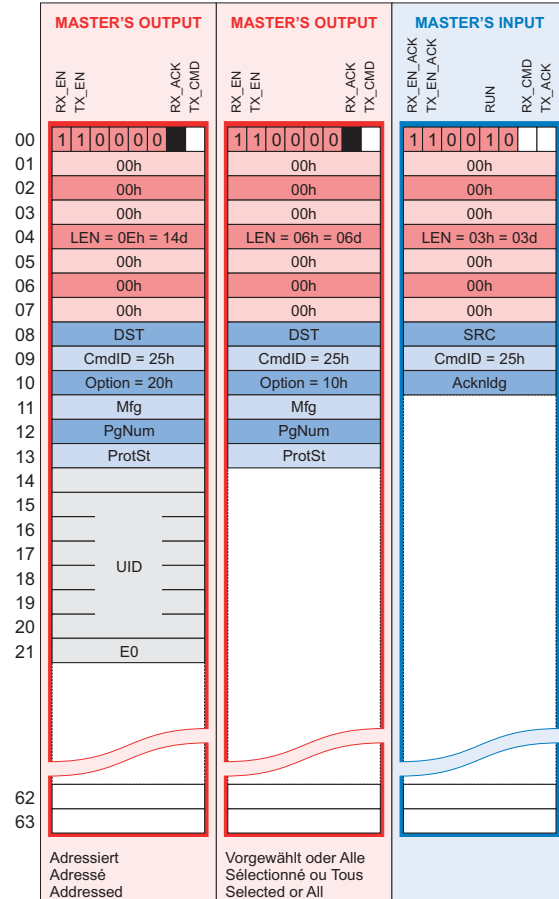 MASTER'S OUTPUT MASTER'S OUTPUT MASTER'S INPUT
RX_EN TX_EN RX_ACK TX_CMD RX_EN TX_EN RX_ACK TX_CMD RX_EN_ACK TX_EN_ACK RUN RX_CMD TX_ACK
00 1 1 0 0 0 0 1 1 0 0 0 0 1 1 0 0 1 0
01 00h 00h 00h
02 00h 00h 00h
03 00h 00h 00h
04 LEN = 0Eh = 14d LEN = 06h = 06d LEN = 03h = 03d
05 00h 00h 00h
06 00h 00h 00h
07 00h 00h 00h
08 DST DST SRC
09 CmdID = 25h CmdID = 25h CmdID = 25h
10 Option = 20h Option = 10h Acknldg
11 Mfg Mfg
12 PgNum PgNum
13 ProtSt ProtSt
14
15
16
17
UID
18
19
20
21 E0
62
63
Adressiert Vorgewählt oder Alle
Adressé Sélectionné ou Tous
Addressed Selected or All